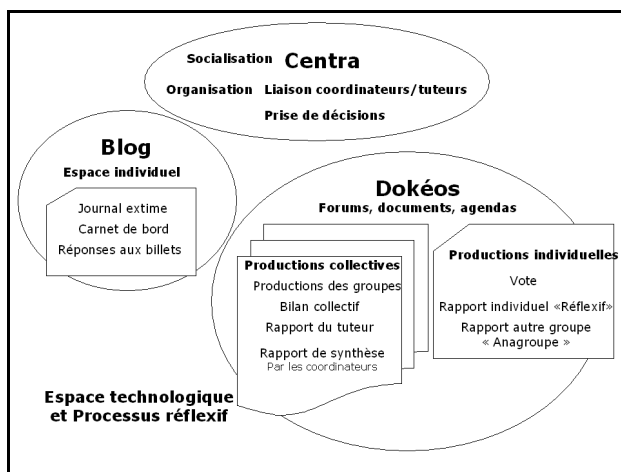 Socialisation Centra
Organisation Liaison coordinateurs/tuteurs
Prise de décisions
Blog
Espace individuel
Journal extime
Carnet de bord
Réponses aux billets
Dokéos
Forums, documents, agendas
Productions collectives
Productions des groupes
Bilan collectif
Rapport du tuteur
Rapport de synthèse
Par les coordinateurs
Productions individuelles
Vote
Rapport individuel «Réflexif»
Rapport autre groupe
« Anagroupe »
Espace technologique
et Processus réflexif